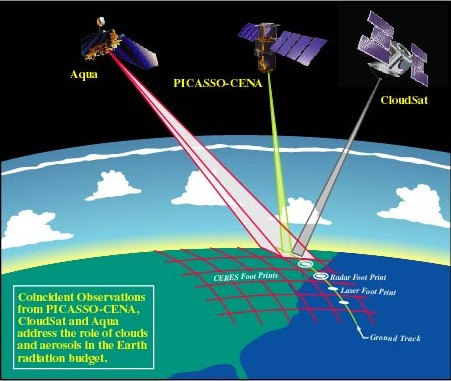 Aqua
PICASSO-CENA
CloudSat
CERES Foot Prints
Radar Foot Print
Laser Foot Print
Ground Track
Coincident Observations
from PICASSO-CENA,
CloudSat and Aqua
address the role of clouds
and aerosols in the Earth
radiation budget.